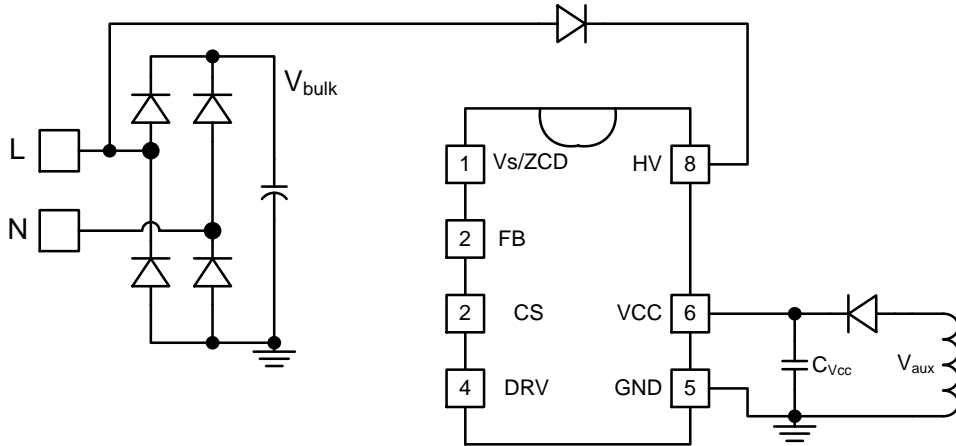 V_bulk
L
N
1 Vs/ZCD HV 8
2 FB
2 CS VCC 6
4 DRV GND 5
C_Vcc
V_aux